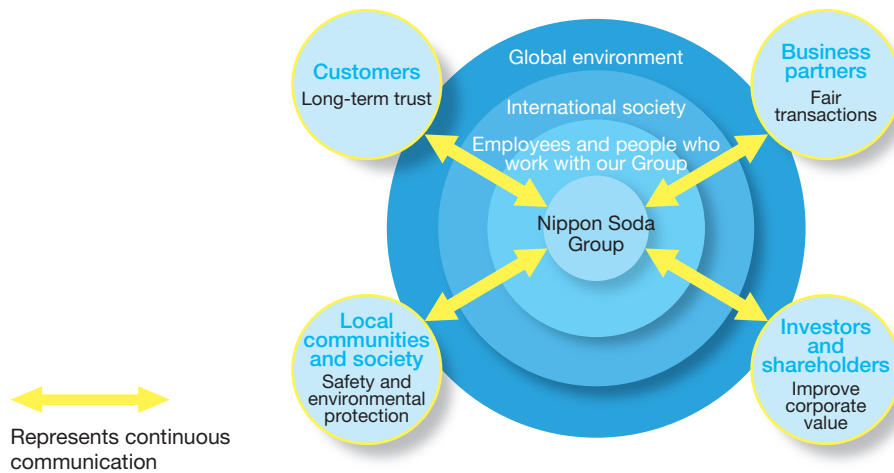 Customers
Long-term trust
Global environment
International society
Employees and people who
work with our Group
Nippon Soda
Group
Business
partners
Fair
transactions
Local
communities
and society
Safety and
environmental
protection
Investors
and
shareholders
Improve
corporate
value
Represents continuous
communication